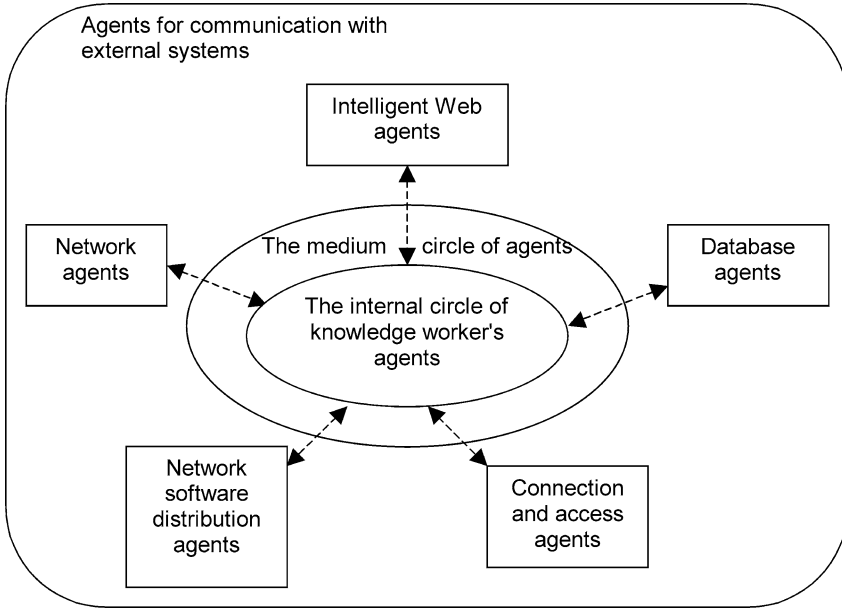 Agents for communication with
external systems
Intelligent Web
agents
Network
agents
The medium circle of agents
Database
agents
The internal circle of
knowledge worker's
agents
Network
software
distribution
agents
Connection
and access
agents